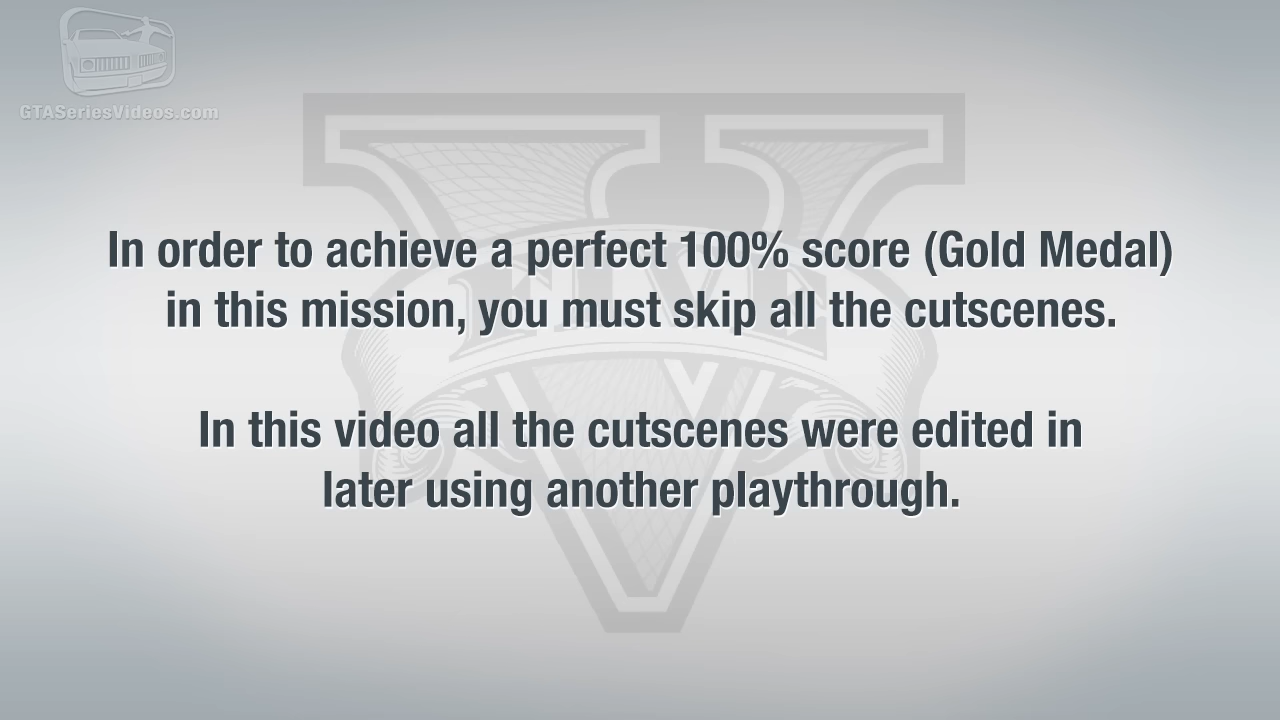 GTASeriesVideos.com
In order to achieve a perfect 100% score (Gold Medal)
in this mission, you must skip all the cutscenes.
In this video all the cutscenes were edited in
later using another playthrough.
FIVE